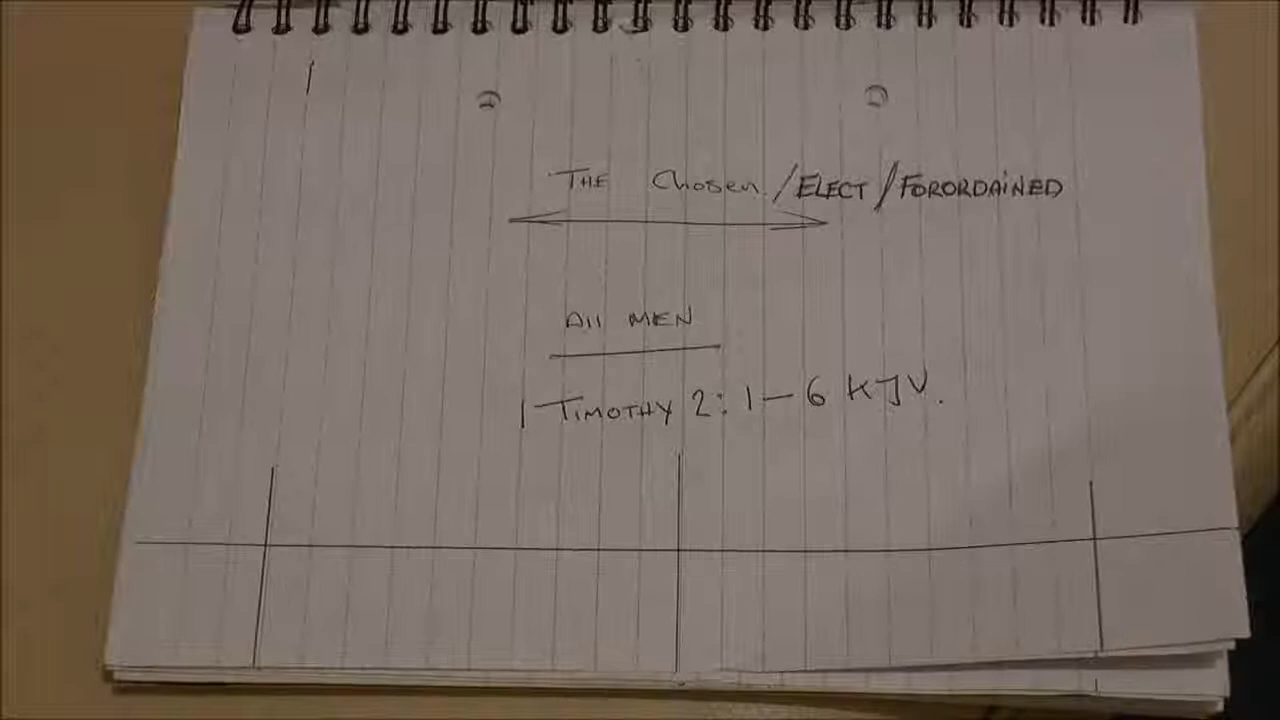 THE Chosen. / ELECT / FORORDAINED
All MEN
1 TIMOTHY 2: 1-6 KJV.